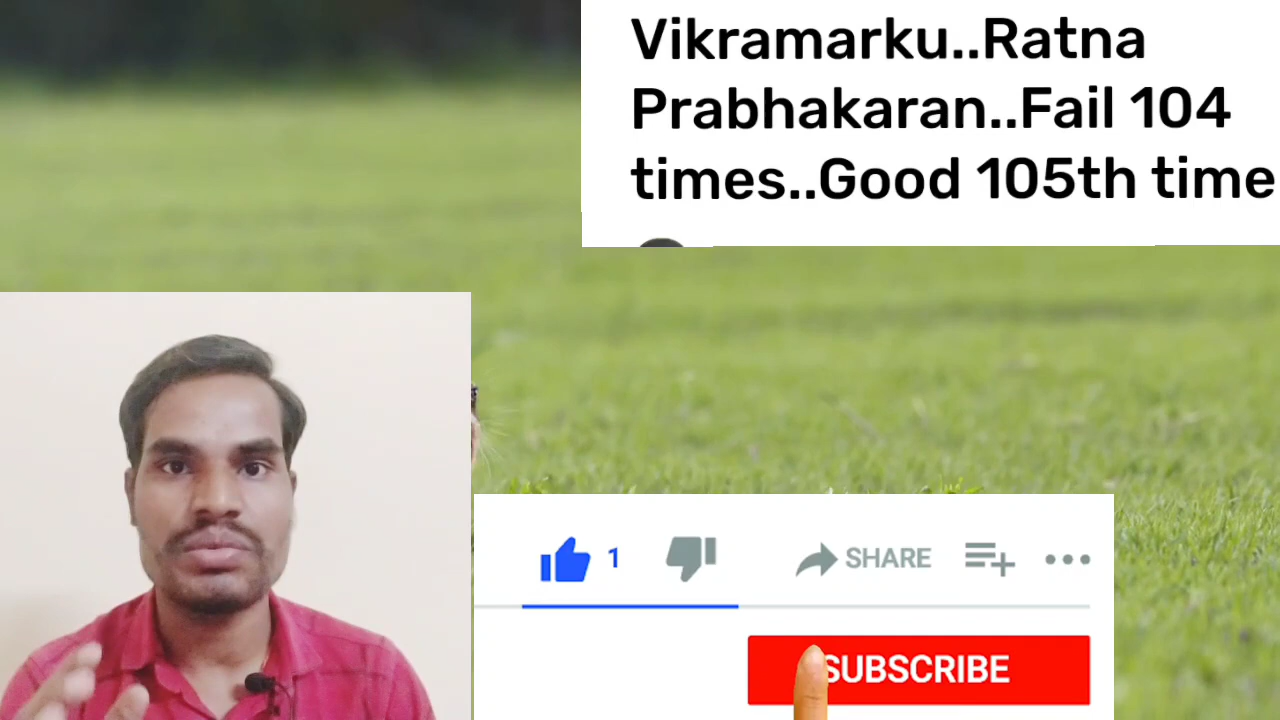 Vikramarku..Ratna
Prabhakaran..Fail 104
times..Good 105th time
1
SHARE
SUBSCRIBE